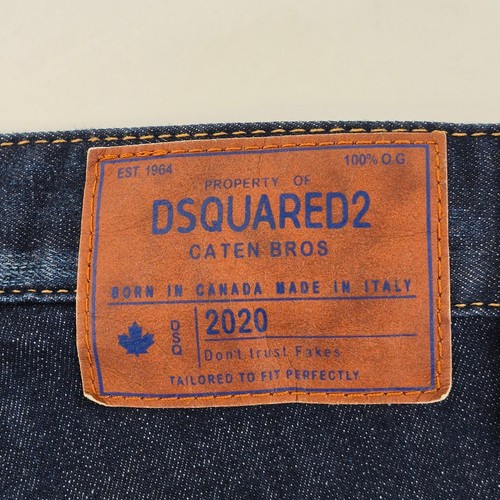 EST 1964 100% O.G
PROPERTY OF
DSQUARED2
CATEN BROS
BORN IN CANADA MADE IN ITALY
DSQ
2020
Don't trust Fakes
TAILORED TO FIT PERFECTLY